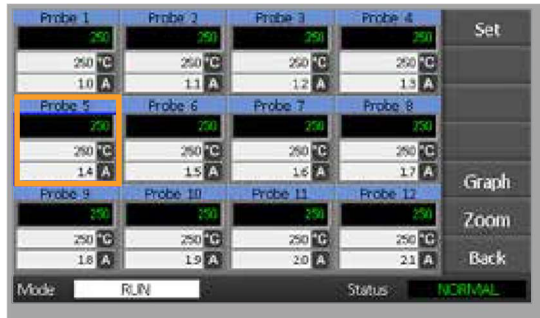 Probe 1 Probe 2 Probe 3 Probe 4 Set
250 250 250 250
250 °C 250 °C 250 °C 250 °C
1.0 A 1.1 A 1.2 A 1.3 A
Probe 5 Probe 6 Probe 7 Probe 8
250 250 250 250
250 °C 250 °C 250 °C 250 °C
1.4 A 1.5 A 1.6 A 1.7 A Graph
Probe 9 Probe 10 Probe 11 Probe 12
250 250 250 250 Zoom
250 °C 250 °C 250 °C 250 °C
1.8 A 1.9 A 2.0 A 2.1 A Back
Mode RUN Status NORMAL